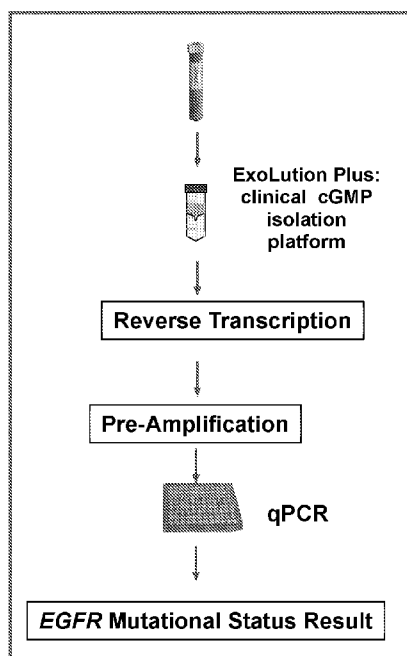 ExoLution Plus:
clinical cGMP
isolation
platform
Reverse Transcription
Pre-Amplification
qPCR
EGFR Mutational Status Result